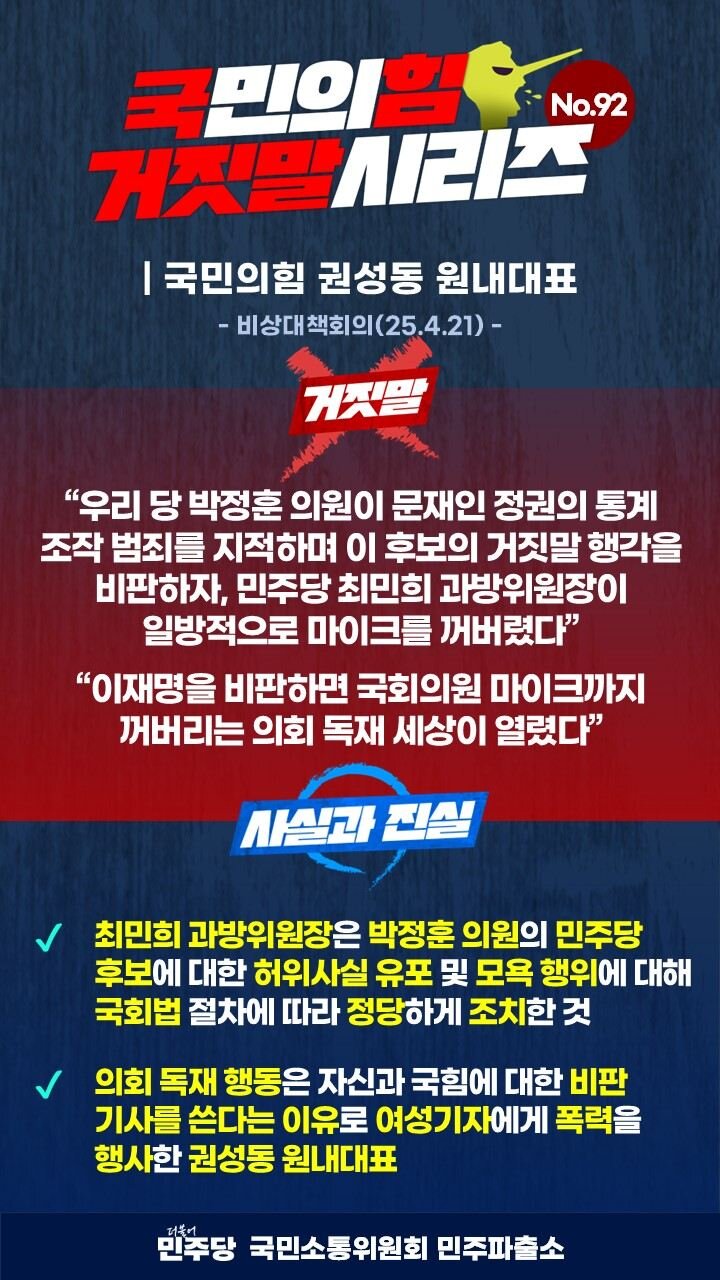 국민의힘
No.92
거짓말시리즈
| 국민의힘 권성동 원내대표
- 비상대책회의(25.4.21) -
거짓말
“우리 당 박정훈 의원이 문재인 정권의 통계
조작 범죄를 지적하며 이 후보의 거짓말 행각을
비판하자, 민주당 최민희 과방위원장이
일방적으로 마이크를 꺼버렸다”
“이재명을 비판하면 국회의원 마이크까지
꺼버리는 의회 독재 세상이 열렸다”
사실과 진실
✓ 최민희 과방위원장은 박정훈 의원의 민주당
후보에 대한 허위사실 유포 및 모욕 행위에 대해
국회법 절차에 따라 정당하게 조치한 것
✓ 의회 독재 행동은 자신과 국힘에 대한 비판
기사를 쓴다는 이유로 여성기자에게 폭력을
행사한 권성동 원내대표
더불어
민주당 국민소통위원회 민주파출소